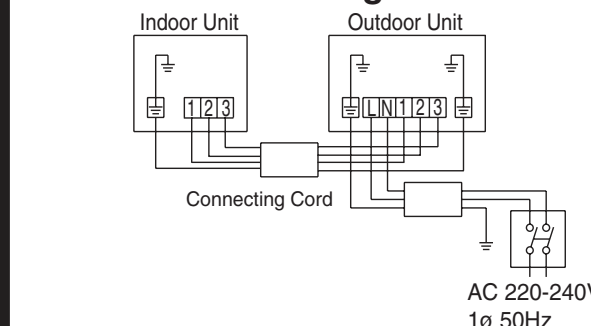 Indoor Unit
Outdoor Unit
1 2 3
L N 1 2 3
Connecting Cord
AC 220-240V
1ø 50Hz